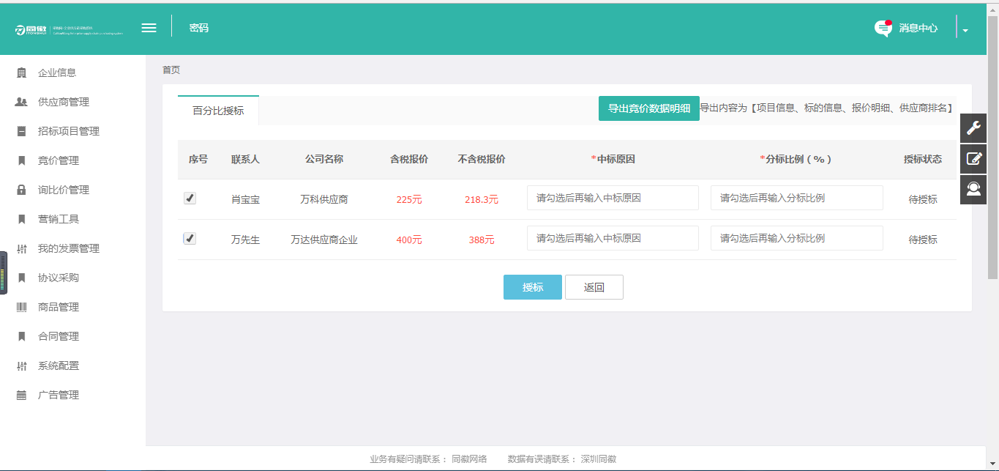 同徽
ITONGHUI
密码
消息中心
企业信息
供应商管理
招标项目管理
竞价管理
询比价管理
营销工具
我的发票管理
协议采购
商品管理
合同管理
系统配置
广告管理
首页
百分比授标
导出竞价数据明细 导出内容为【项目信息、标的信息、报价明细、供应商排名】
序号 联系人 公司名称 含税报价 不含税报价 *中标原因 *分标比例（%） 授标状态
肖宝宝 万科供应商 225元 218.3元 请勾选后再输入中标原因 请勾选后再输入分标比例 待授标
万先生 万达供应商企业 400元 388元 请勾选后再输入中标原因 请勾选后再输入分标比例 待授标
授标 返回
业务有疑问请联系： 同徽网络 数据有误请联系： 深圳同徽